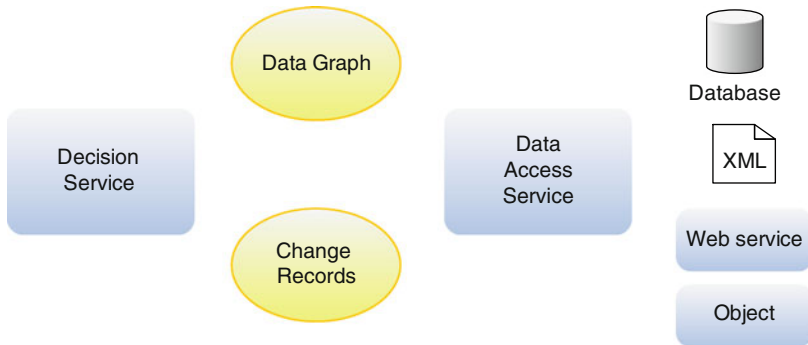 Data Graph
Decision
Service
Change
Records
Data
Access
Service
Database
XML
Web service
Object